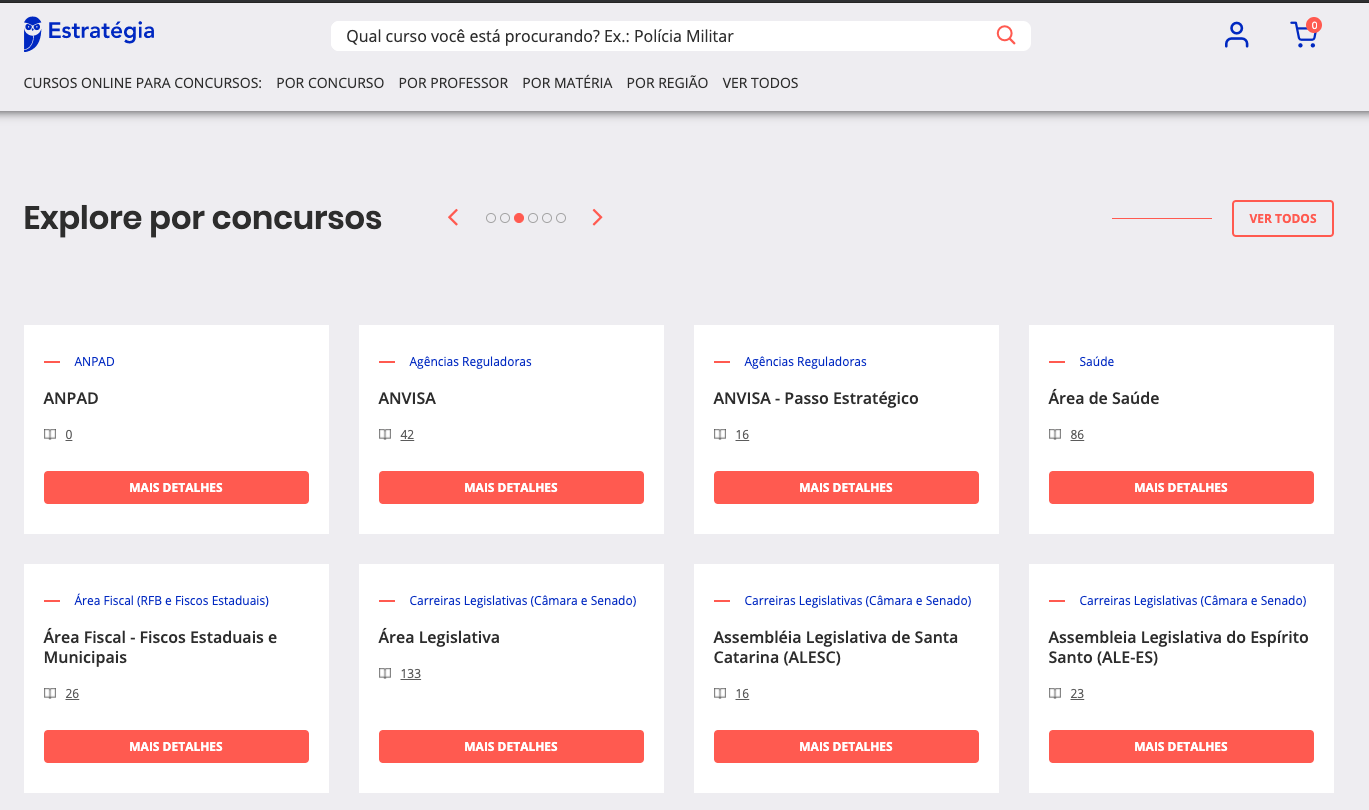 Estratégia
Qual curso você está procurando? Ex.: Polícia Militar
0
CURSOS ONLINE PARA CONCURSOS: POR CONCURSO POR PROFESSOR POR MATÉRIA POR REGIÃO VER TODOS
Explore por concursos
VER TODOS
ANPAD
ANPAD
0
MAIS DETALHES
Agências Reguladoras
ANVISA
42
MAIS DETALHES
Agências Reguladoras
ANVISA - Passo Estratégico
16
MAIS DETALHES
Saúde
Área de Saúde
86
MAIS DETALHES
Área Fiscal (RFB e Fiscos Estaduais)
Área Fiscal - Fiscos Estaduais e
Municipais
26
MAIS DETALHES
Carreiras Legislativas (Câmara e Senado)
Área Legislativa
133
MAIS DETALHES
Carreiras Legislativas (Câmara e Senado)
Assembléia Legislativa de Santa
Catarina (ALESC)
16
MAIS DETALHES
Carreiras Legislativas (Câmara e Senado)
Assembleia Legislativa do Espírito
Santo (ALE-ES)
23
MAIS DETALHES